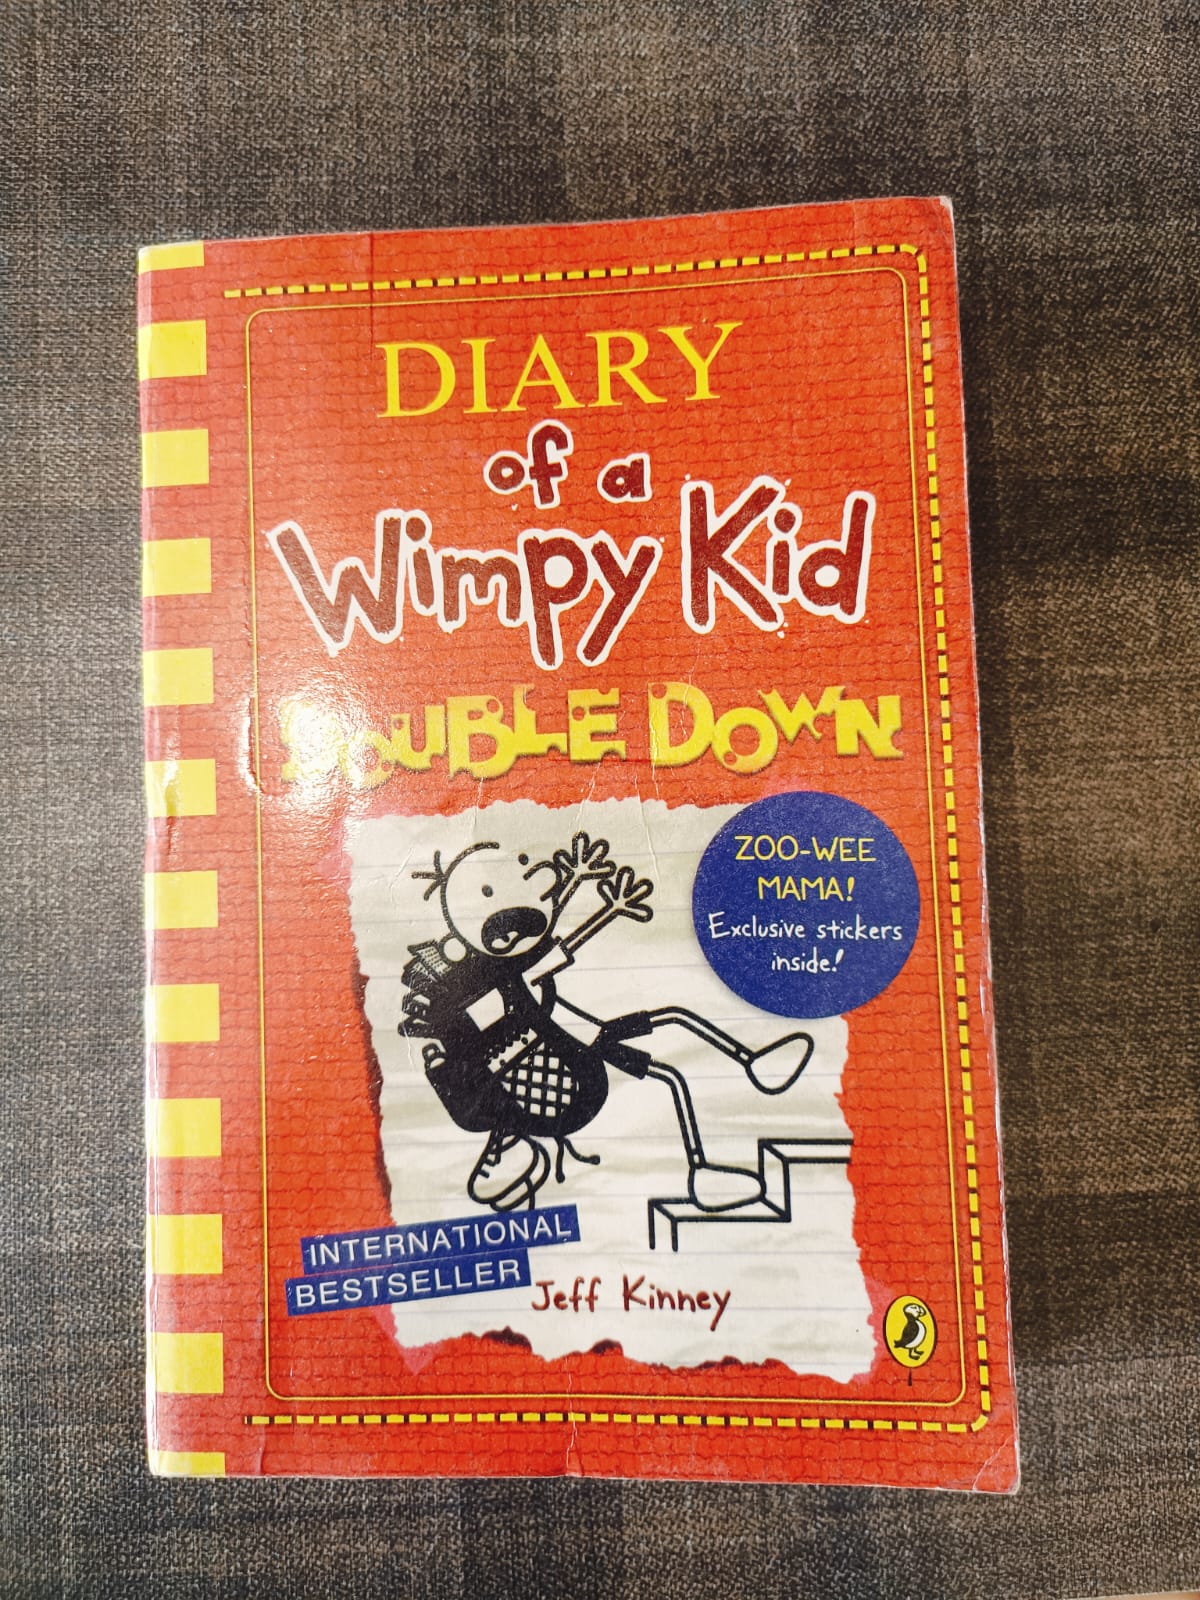 DIARY
of a
Wimpy Kid
DOUBLE DOWN
ZOO-WEE
MAMA!
Exclusive stickers
inside!
INTERNATIONAL
BESTSELLER
Jeff Kinney